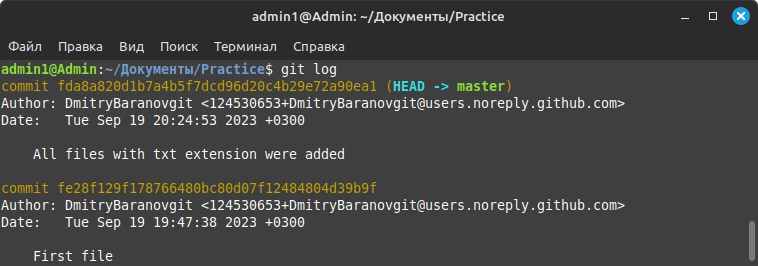 admin1@Admin: ~/Документы/Practice
Файл Правка Вид Поиск Терминал Справка
admin1@Admin:~/Документы/Practice$ git log
commit fda8a820d1b7a4b5f7dcd96d20c4b29e72a90ea1 (HEAD -> master)
Author: DmitryBaranovgit <124530653+DmitryBaranovgit@users.noreply.github.com>
Date:   Tue Sep 19 20:24:53 2023 +0300
    All files with txt extension were added
commit fe28f129f178766480bc80d07f12484804d39b9f
Author: DmitryBaranovgit <124530653+DmitryBaranovgit@users.noreply.github.com>
Date:   Tue Sep 19 19:47:38 2023 +0300
    First file